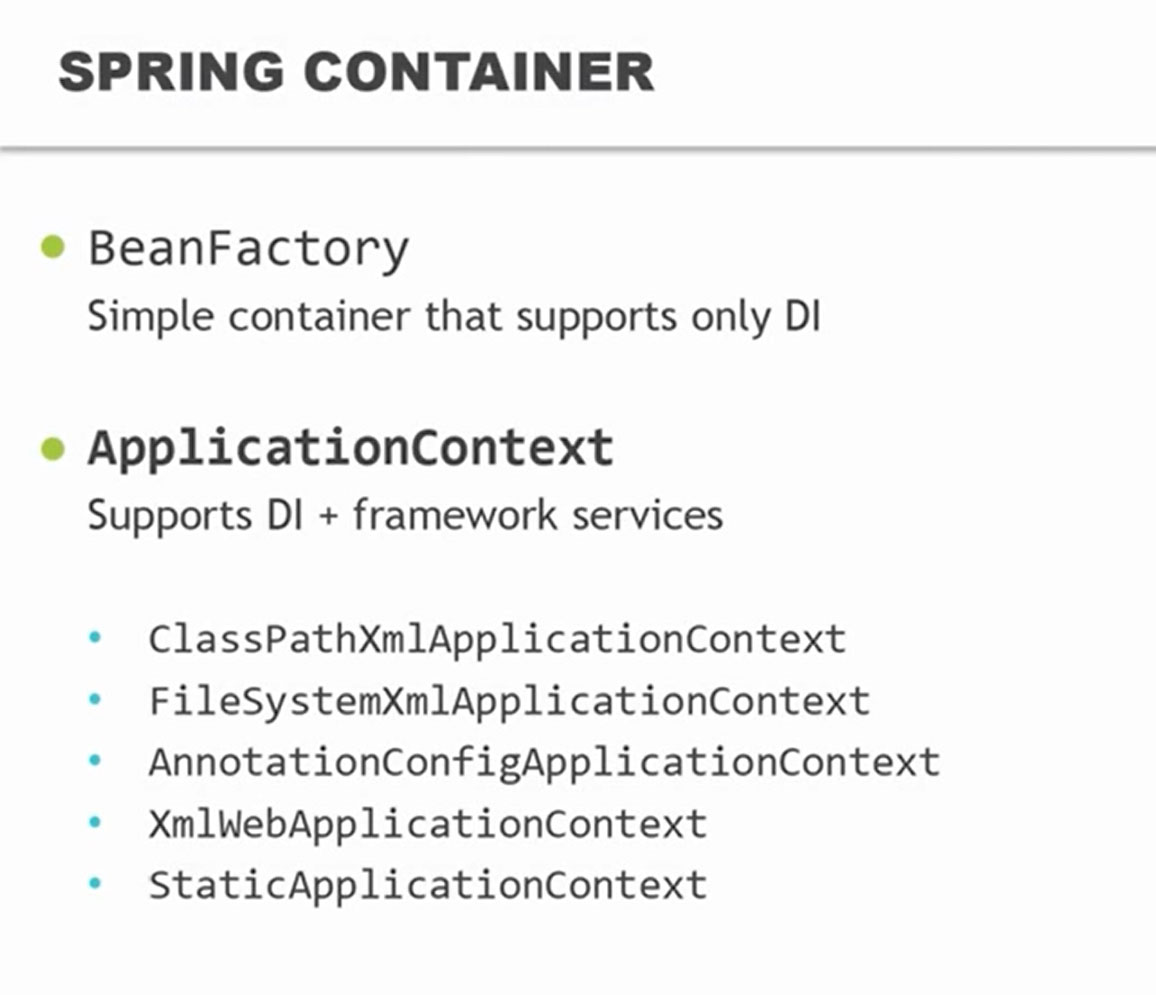 SPRING CONTAINER
BeanFactory
Simple container that supports only DI
ApplicationContext
Supports DI + framework services
ClassPathXmlApplicationContext
FileSystemXmlApplicationContext
AnnotationConfigApplicationContext
XmlWebApplicationContext
StaticApplicationContext